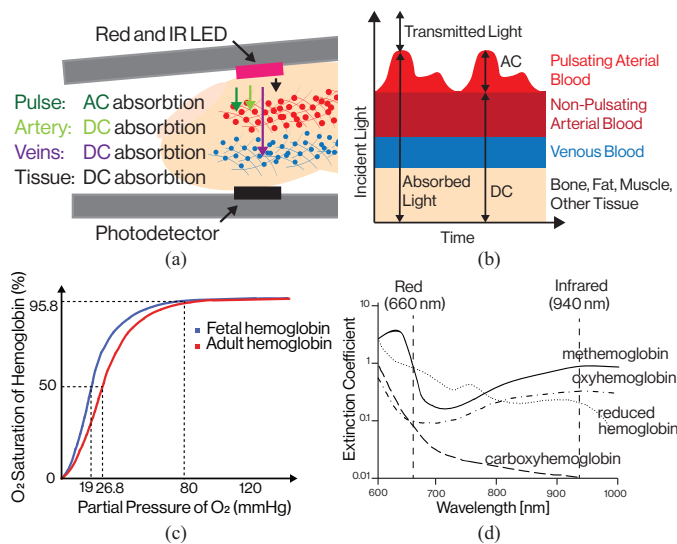 Red and IR LED
Pulse: AC absorbtion
Artery: DC absorbtion
Veins: DC absorbtion
Tissue: DC absorbtion
Photodetector
(a)
Transmitted Light
AC
Pulsating Aterial
Blood
Non-Pulsating
Arterial Blood
Venous Blood
Bone, Fat, Muscle,
Other Tissue
Absorbed
Light
DC
Incident Light
Time
(b)
O₂ Saturation of Hemoglobin (%)
95.8
50
0
Fetal hemoglobin
Adult hemoglobin
19 26.8 80 120
Partial Pressure of O₂ (mmHg)
(c)
Red
(660 nm)
Infrared
(940 nm)
Extinction Coefficient
10
1
0.1
0.01
methemoglobin
oxyhemoglobin
reduced
hemoglobin
carboxyhemoglobin
600 700 800 900 1000
Wavelength [nm]
(d)